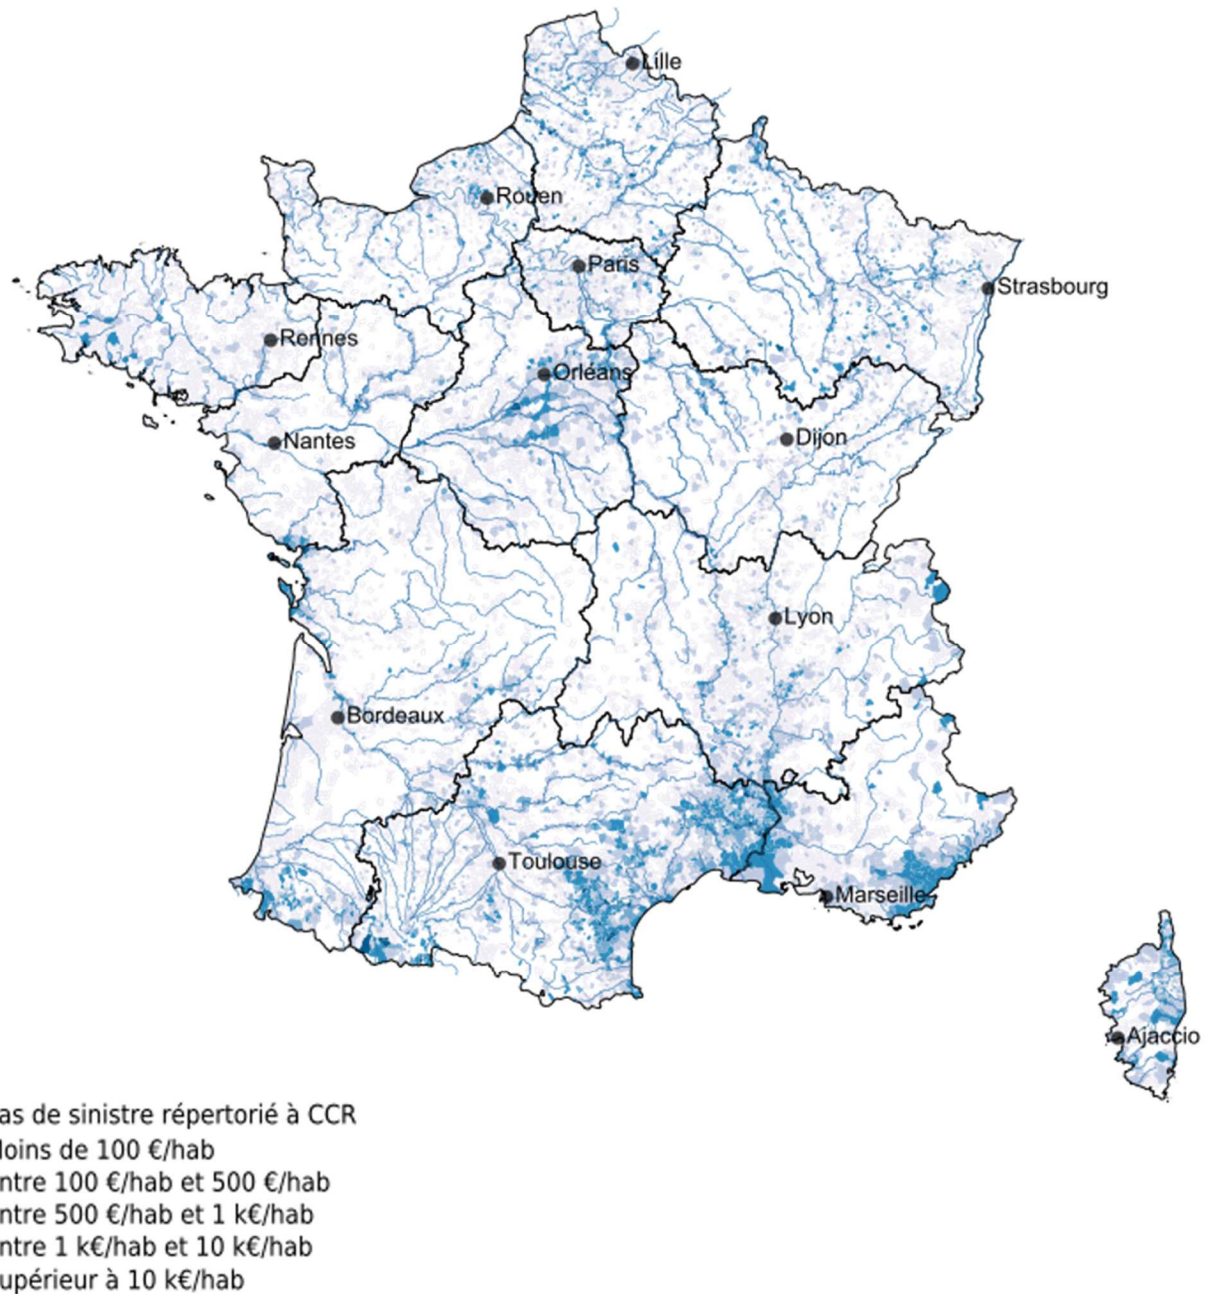 Lille
Rouen
Paris
Strasbourg
Rennes
Orléans
Nantes
Dijon
Lyon
Bordeaux
Toulouse
Marseille
Ajaccio
as de sinistre répertorié à CCR
oins de 100 €/hab
ntre 100 €/hab et 500 €/hab
ntre 500 €/hab et 1 k€/hab
ntre 1 k€/hab et 10 k€/hab
upérieur à 10 k€/hab